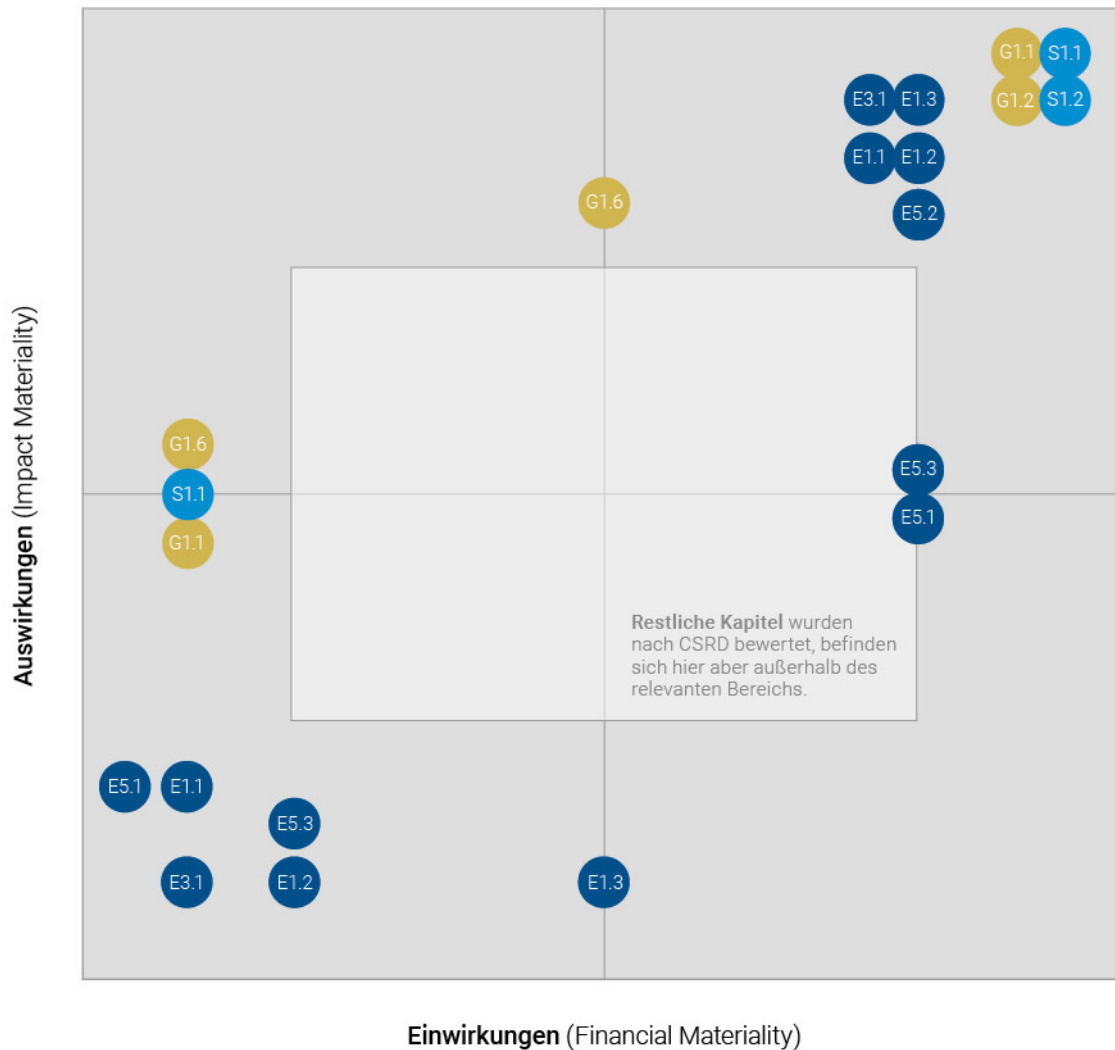 G1.1 S1.1
E3.1 E1.3 G1.2 S1.2
E1.1 E1.2
G1.6 E5.2
Auswirkungen (Impact Materiality)
G1.6
E5.3
S1.1
E5.1
G1.1
Restliche Kapitel wurden
nach CSRD bewertet, befinden
sich hier aber außerhalb des
relevanten Bereichs.
E5.1 E1.1
E5.3
E3.1 E1.2 E1.3
Einwirkungen (Financial Materiality)